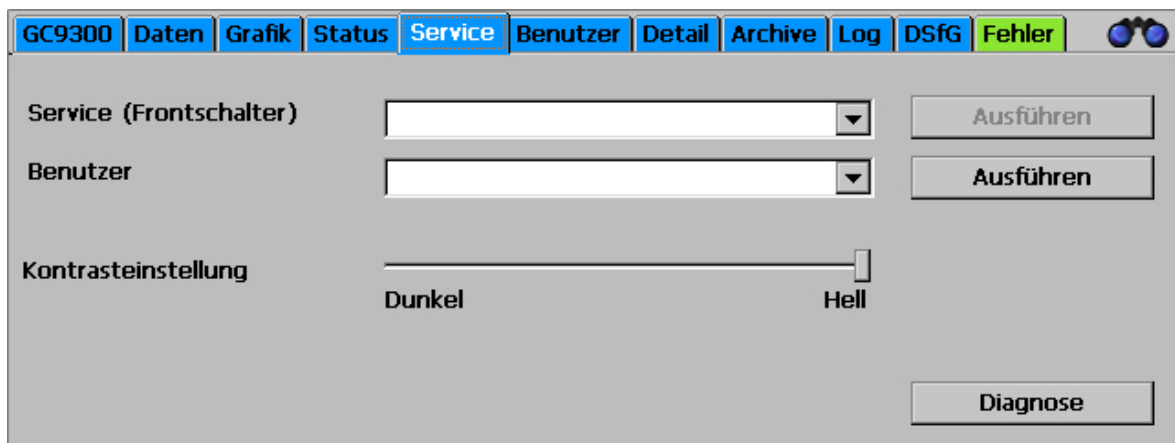 GC9300 Daten Grafik Status Service Benutzer Detail Archive Log DSfG Fehler
Service (Frontschalter) Ausführen
Benutzer Ausführen
Kontrasteinstellung
Dunkel Hell
Diagnose